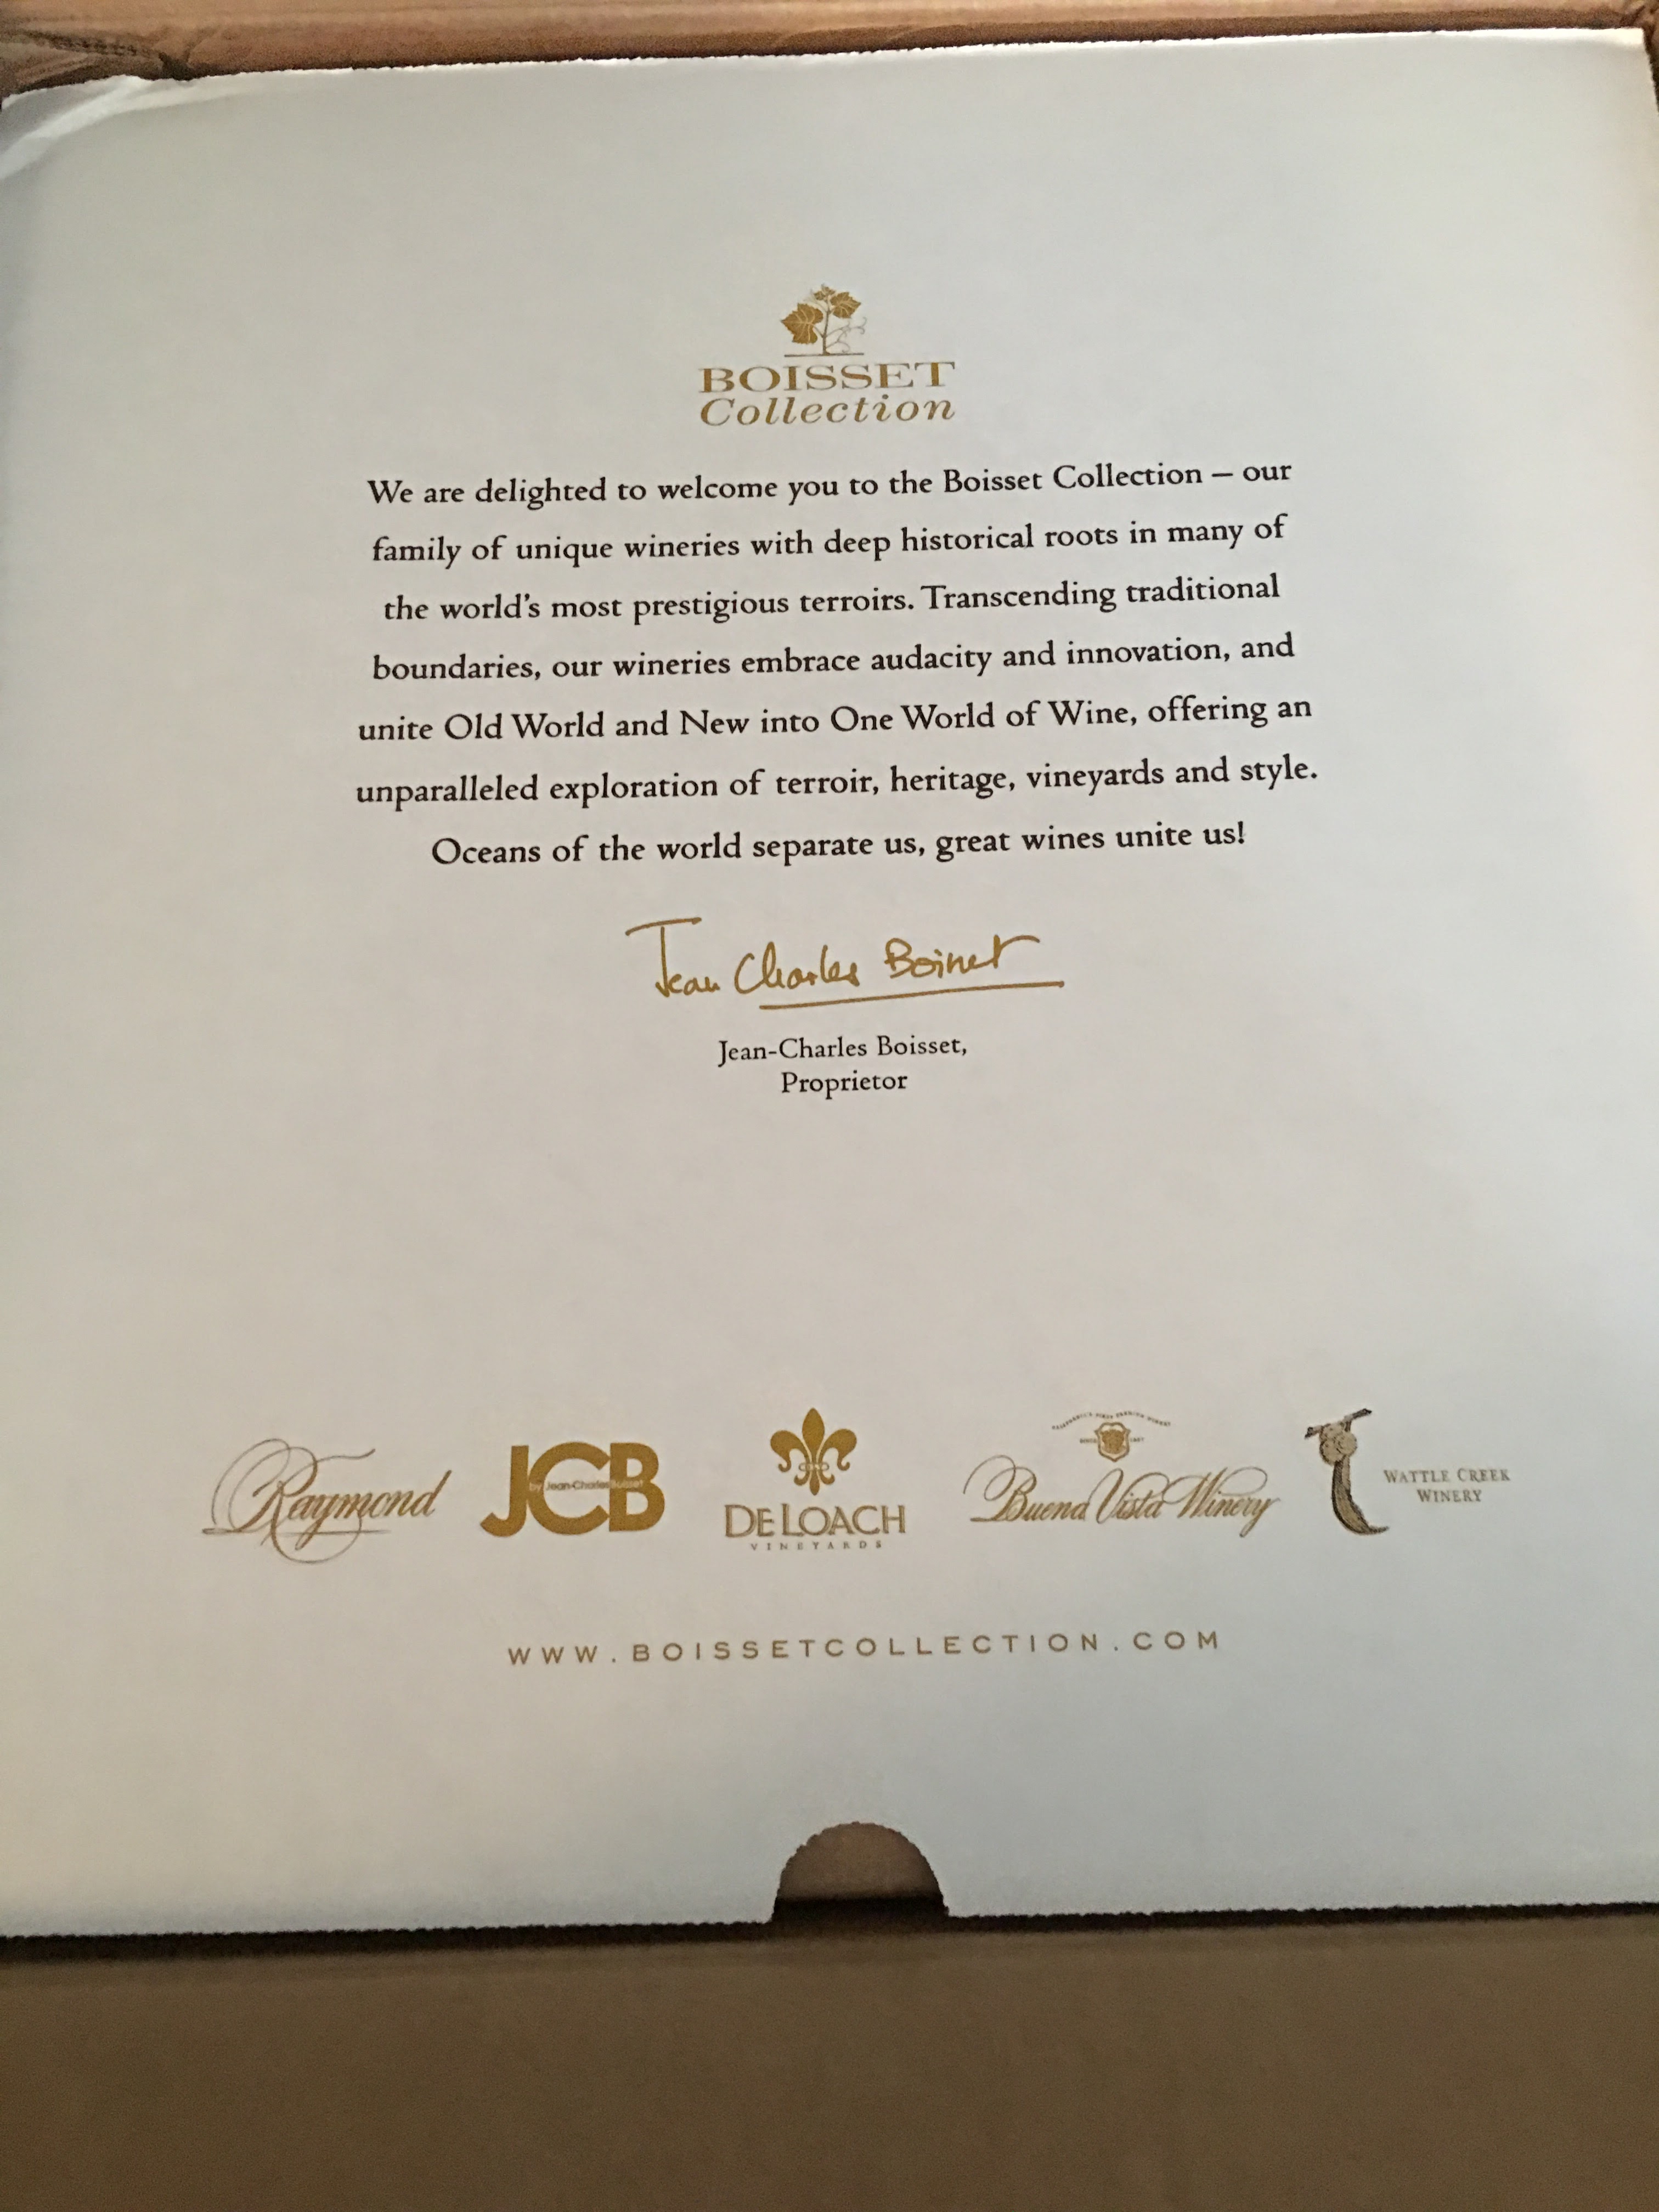 BOISSET
Collection
We are delighted to welcome you to the Boisset Collection – our
family of unique wineries with deep historical roots in many of
the world's most prestigious terroirs. Transcending traditional
boundaries, our wineries embrace audacity and innovation, and
unite Old World and New into One World of Wine, offering an
unparalleled exploration of terroir, heritage, vineyards and style.
Oceans of the world separate us, great wines unite us!
Jean Charles Boisset
Jean-Charles Boisset,
Proprietor
Raymond
JCB
by Jean-Charles Boisset
DELOACH
VINEYARDS
Buena Vista Winery
WATTLE CREEK
WINERY
WWW.BOISSETCOLLECTION.COM